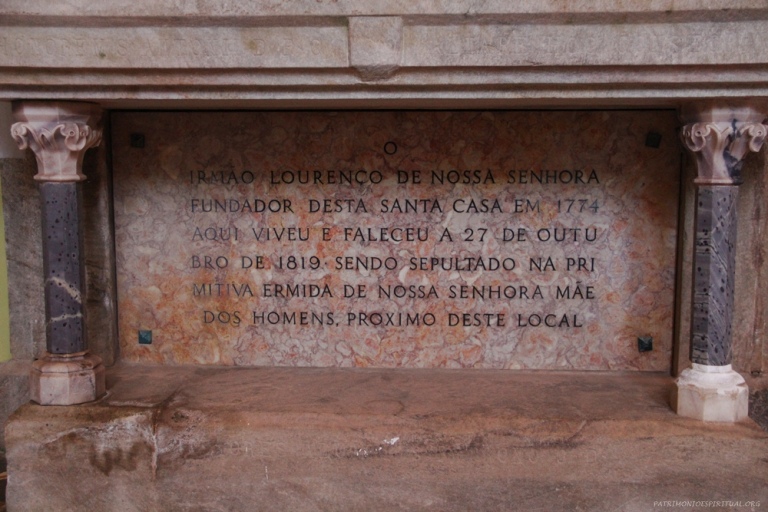 O
IRMÃO LOURENÇO DE NOSSA SENHORA
FUNDADOR DESTA SANTA CASA EM 1774
AQUI VIVEU E FALECEU A 27 DE OUTU
BRO DE 1819. SENDO SEPULTADO NA PRI
MITIVA ERMIDA DE NOSSA SENHORA MÃE
DOS HOMENS, PROXIMO DESTE LOCAL
PATRIMONIOESPIRITUAL.ORG